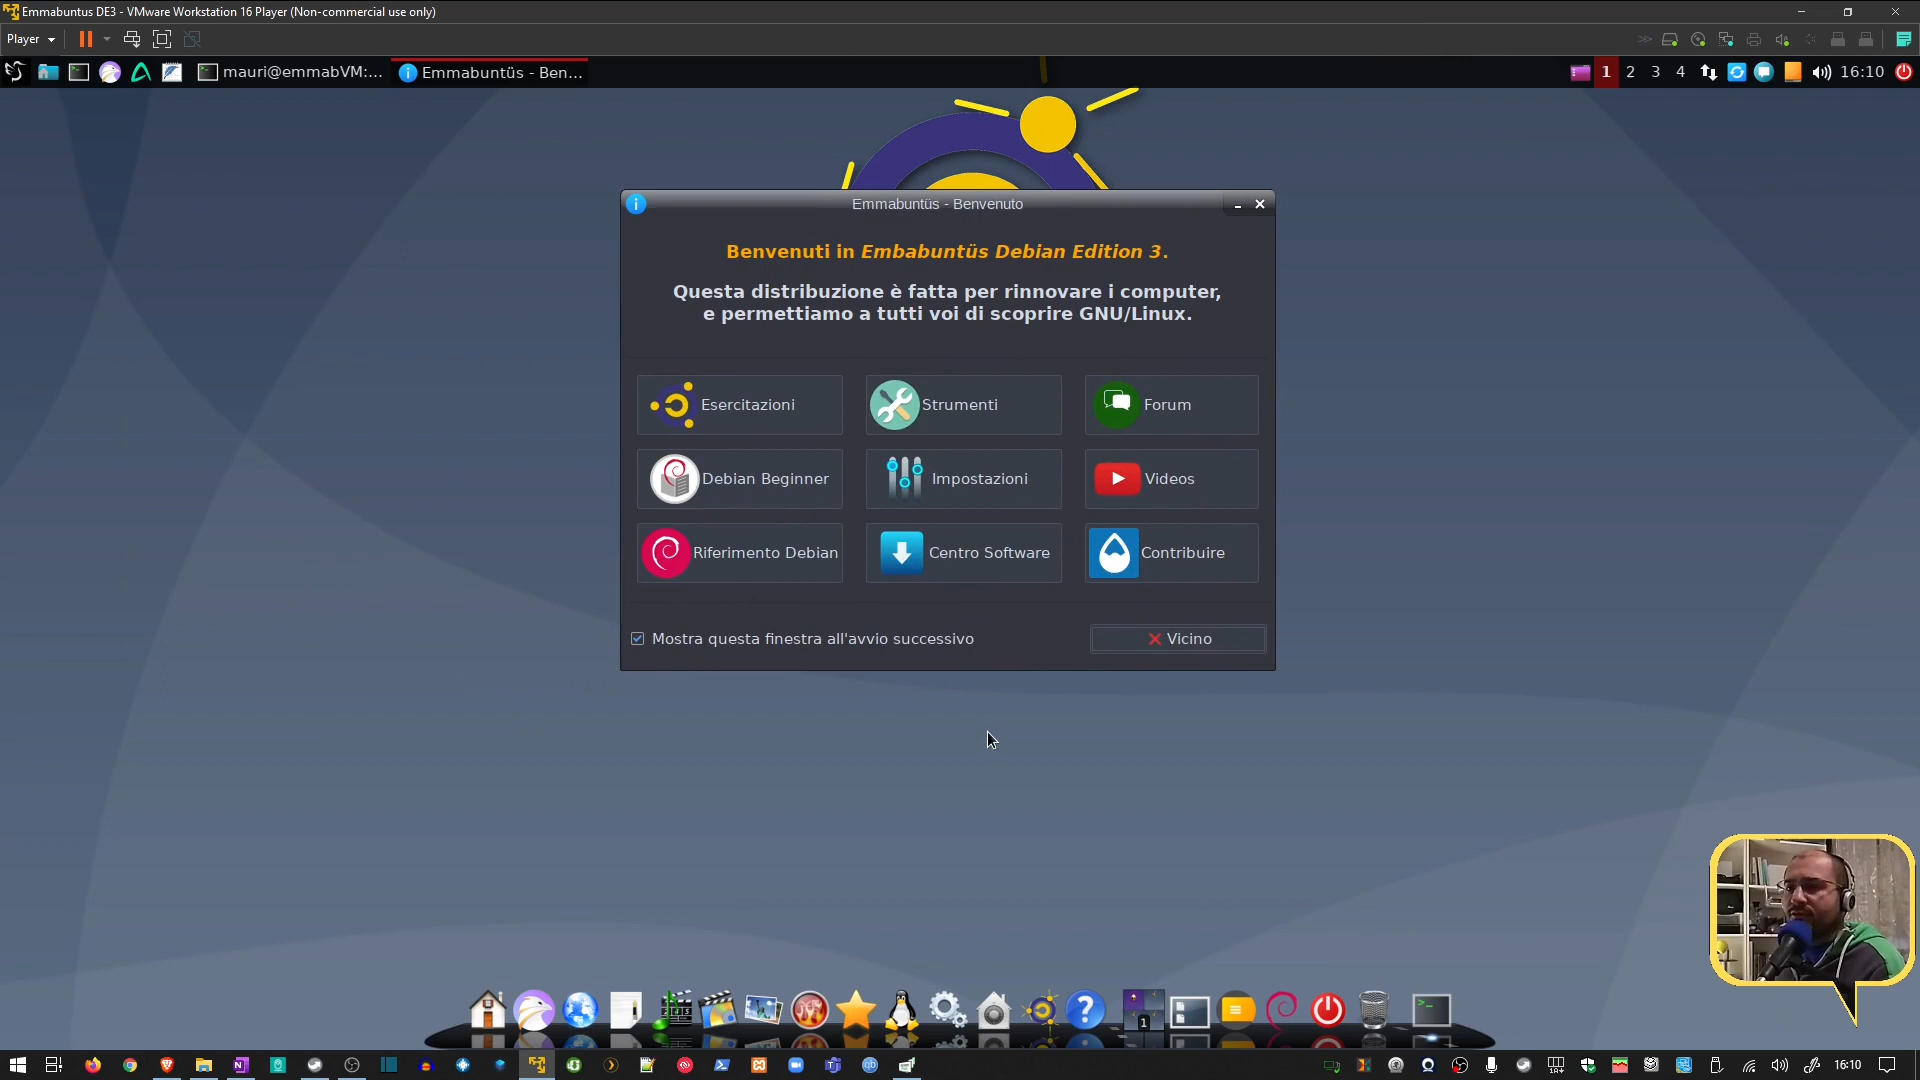 Emmabuntus DE3 - VMware Workstation 16 Player (Non-commercial use only)
Player
mauri@emmabVM:...
Emmabuntüs - Ben...
1
2
3
4
16:10
Emmabuntüs - Benvenuto
Benvenuti in Embabuntüs Debian Edition 3.
Questa distribuzione è fatta per rinnovare i computer,
e permettiamo a tutti voi di scoprire GNU/Linux.
Esercitazioni
Strumenti
Forum
Debian Beginner
Impostazioni
Videos
Riferimento Debian
Centro Software
Contribuire
Mostra questa finestra all'avvio successivo
Vicino
1
16:10